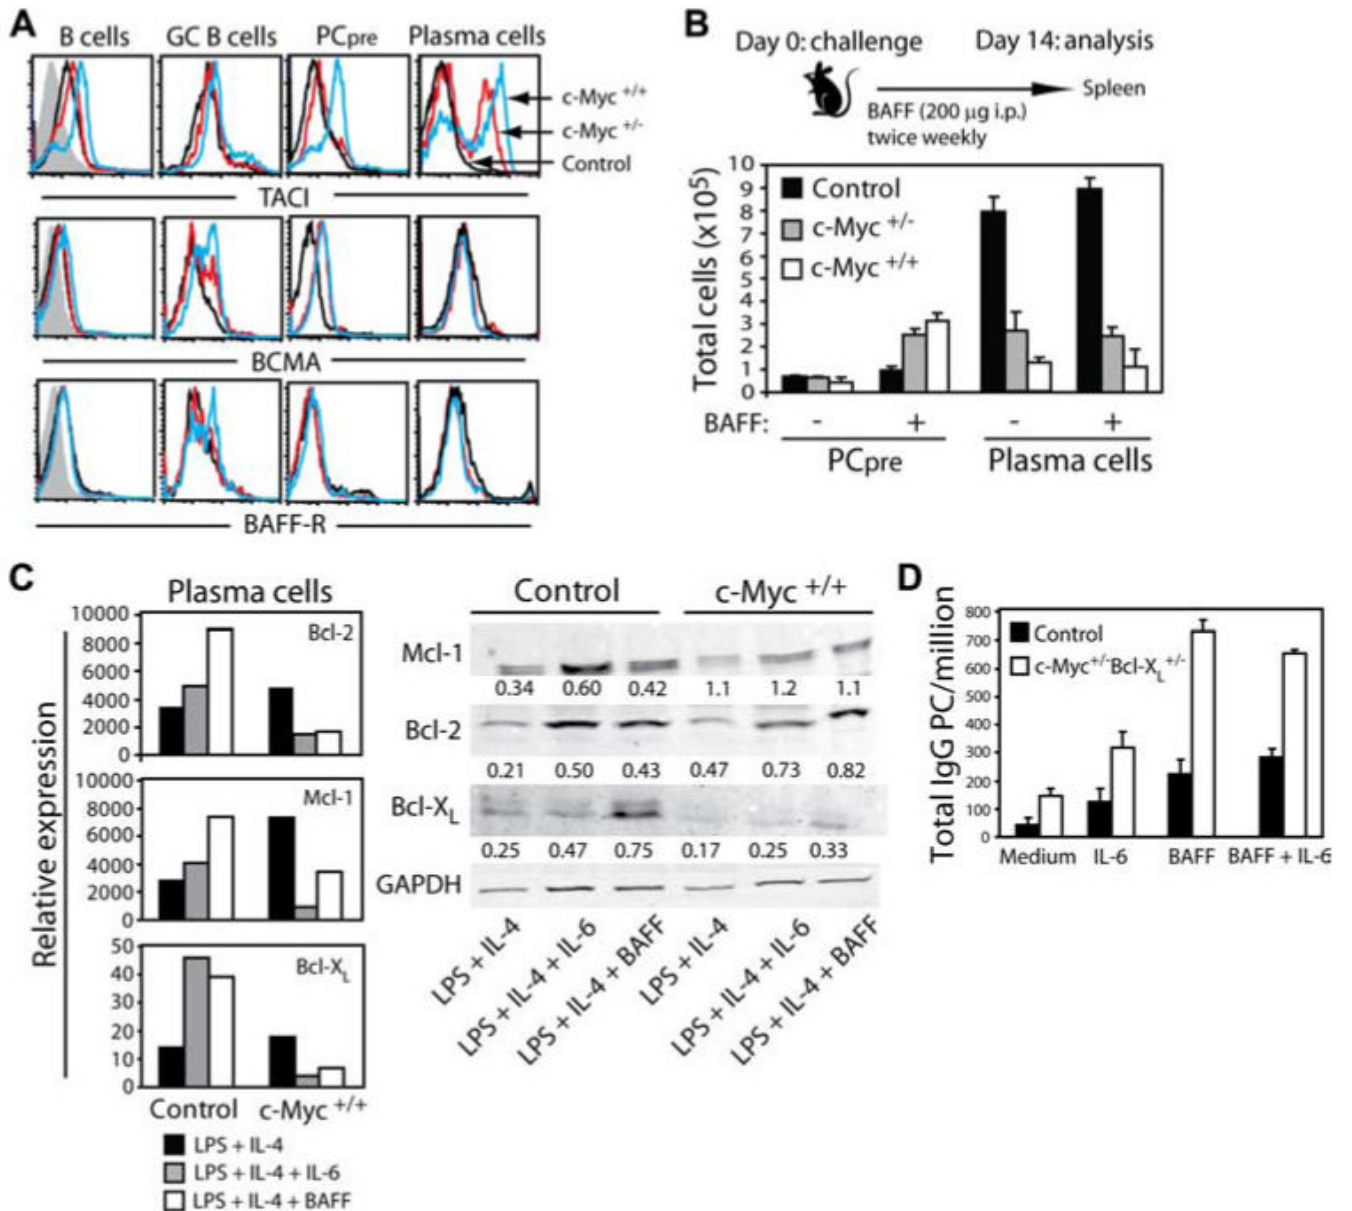 A
B cells GC B cells PCpre Plasma cells
c-Myc +/+
c-Myc +/-
Control
TACI
BCMA
BAFF-R
B
Day 0: challenge Day 14: analysis
Spleen
BAFF (200 µg i.p.)
twice weekly
Total cells (x10⁵)
10
9
8
7
6
5
4
3
2
1
0
Control
c-Myc +/-
c-Myc +/+
BAFF: - + - +
PCpre Plasma cells
C
Plasma cells
Relative expression
10000
8000
6000
4000
2000
0
Bcl-2
10000
8000
6000
4000
2000
0
Mcl-1
50
40
30
20
10
0
Bcl-XL
Control c-Myc +/+
LPS + IL-4
LPS + IL-4 + IL-6
LPS + IL-4 + BAFF
Control c-Myc +/+
Mcl-1
0.34 0.60 0.42 1.1 1.2 1.1
Bcl-2
0.21 0.50 0.43 0.47 0.73 0.82
Bcl-XL
0.25 0.47 0.75 0.17 0.25 0.33
GAPDH
LPS + IL-4
LPS + IL-4 + IL-6
LPS + IL-4 + BAFF
LPS + IL-4
LPS + IL-4 + IL-6
LPS + IL-4 + BAFF
D
Total IgG PC/million
800
700
600
500
400
300
200
100
0
Control
c-Myc+/-Bcl-XL+/-
Medium IL-6 BAFF BAFF + IL-6